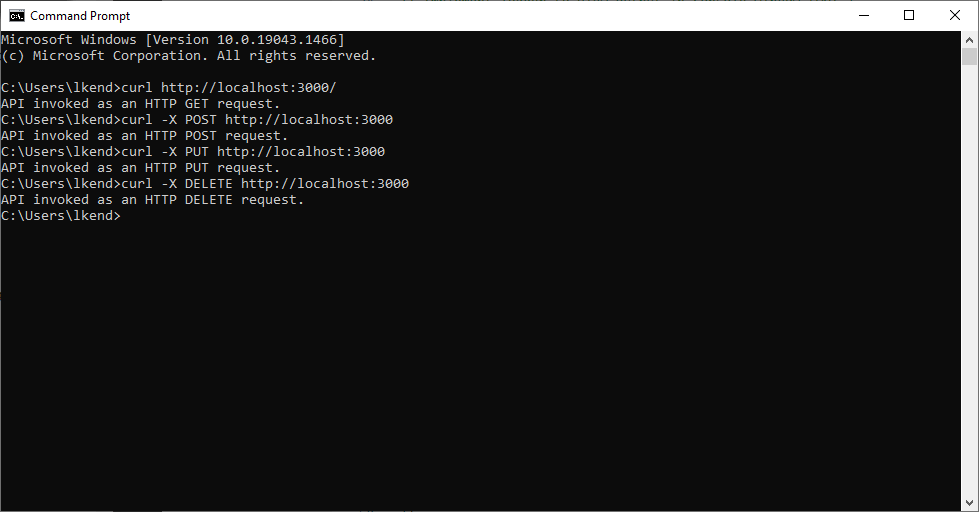 Command Prompt
Microsoft Windows [Version 10.0.19043.1466]
(c) Microsoft Corporation. All rights reserved.
C:\Users\lkend>curl http://localhost:3000/
API invoked as an HTTP GET request.
C:\Users\lkend>curl -X POST http://localhost:3000
API invoked as an HTTP POST request.
C:\Users\lkend>curl -X PUT http://localhost:3000
API invoked as an HTTP PUT request.
C:\Users\lkend>curl -X DELETE http://localhost:3000
API invoked as an HTTP DELETE request.
C:\Users\lkend>